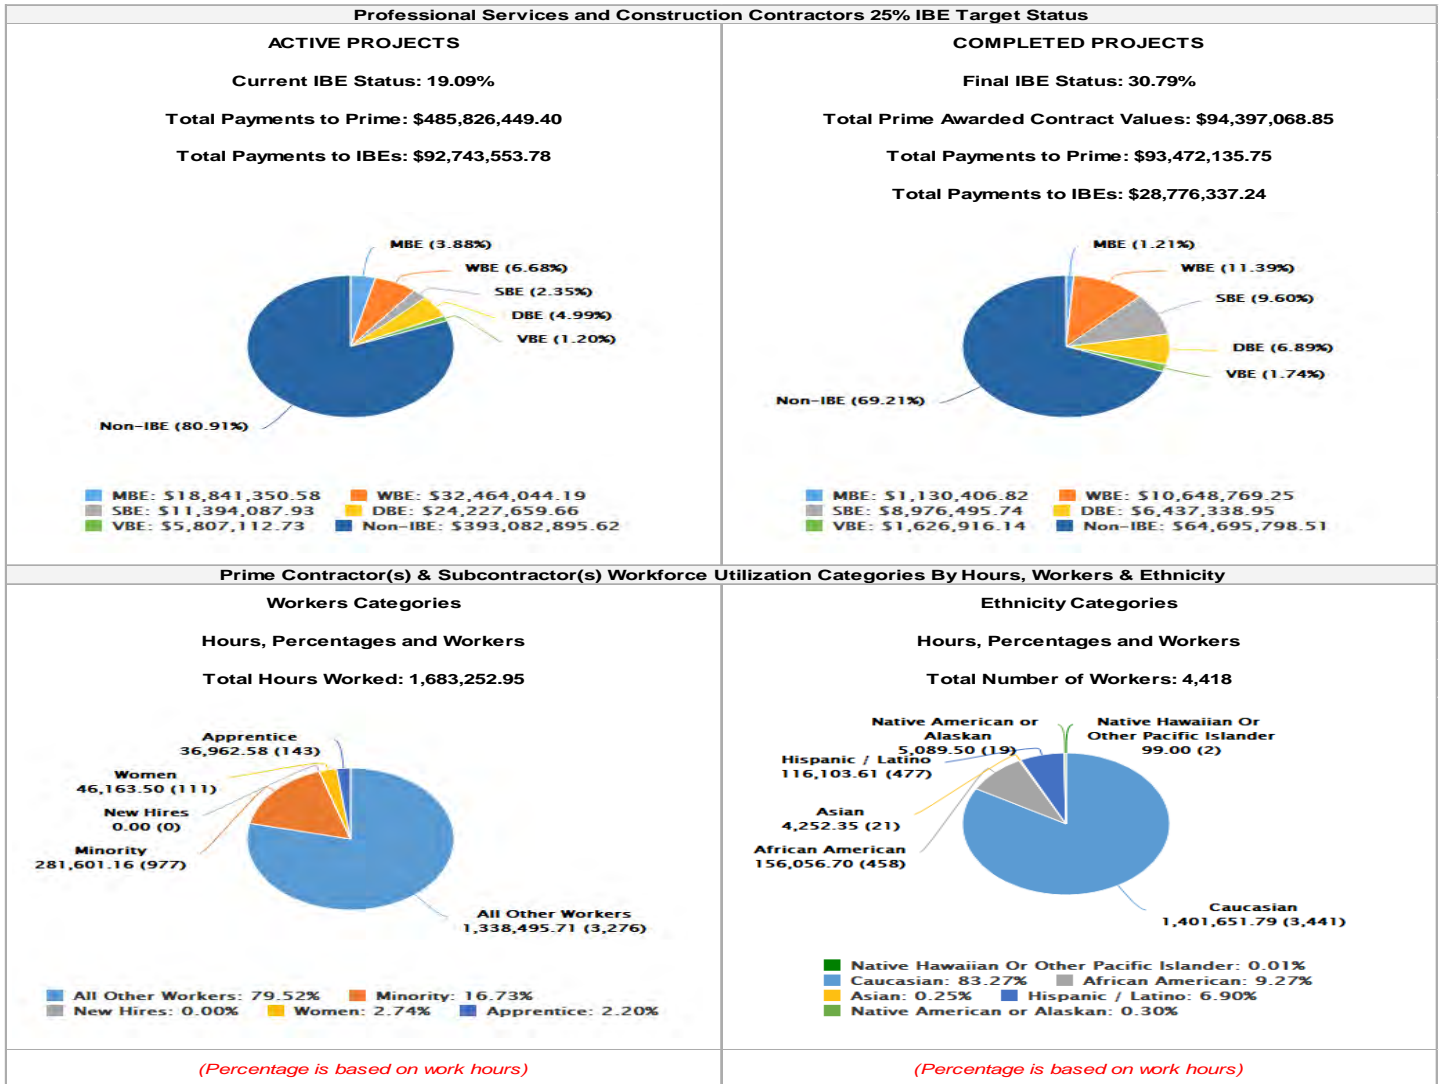 Professional Services and Construction Contractors 25% IBE Target Status
ACTIVE PROJECTS
Current IBE Status: 19.09%
Total Payments to Prime: $485,826,449.40
Total Payments to IBEs: $92,743,553.78
MBE (3.88%)
WBE (6.68%)
SBE (2.35%)
DBE (4.99%)
VBE (1.20%)
Non-IBE (80.91%)
MBE: $18,841,350.58 WBE: $32,464,044.19
SBE: $11,394,087.93 DBE: $24,227,659.66
VBE: $5,807,112.73 Non-IBE: $393,082,895.62
COMPLETED PROJECTS
Final IBE Status: 30.79%
Total Prime Awarded Contract Values: $94,397,068.85
Total Payments to Prime: $93,472,135.75
Total Payments to IBEs: $28,776,337.24
MBE (1.21%)
WBE (11.39%)
SBE (9.60%)
DBE (6.89%)
VBE (1.74%)
Non-IBE (69.21%)
MBE: $1,130,406.82 WBE: $10,648,769.25
SBE: $8,976,495.74 DBE: $6,437,338.95
VBE: $1,626,916.14 Non-IBE: $64,695,798.51
Prime Contractor(s) & Subcontractor(s) Workforce Utilization Categories By Hours, Workers & Ethnicity
Workers Categories
Hours, Percentages and Workers
Total Hours Worked: 1,683,252.95
Apprentice
36,962.58 (143)
Women
46,163.50 (111)
New Hires
0.00 (0)
Minority
281,601.16 (977)
All Other Workers
1,338,495.71 (3,276)
All Other Workers: 79.52% Minority: 16.73%
New Hires: 0.00% Women: 2.74% Apprentice: 2.20%
(Percentage is based on work hours)
Ethnicity Categories
Hours, Percentages and Workers
Total Number of Workers: 4,418
Native American or
Alaskan
5,089.50 (19)
Native Hawaiian Or
Other Pacific Islander
99.00 (2)
Hispanic / Latino
116,103.61 (477)
Asian
4,252.35 (21)
African American
156,056.70 (458)
Caucasian
1,401,651.79 (3,441)
Native Hawaiian Or Other Pacific Islander: 0.01%
Caucasian: 83.27% African American: 9.27%
Asian: 0.25% Hispanic / Latino: 6.90%
Native American or Alaskan: 0.30%
(Percentage is based on work hours)